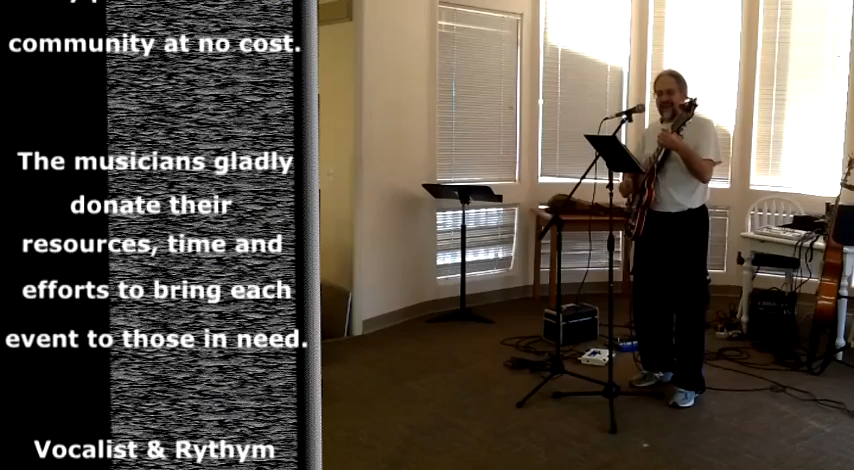 community at no cost.
The musicians gladly
donate their
resources, time and
efforts to bring each
event to those in need.
Vocalist & Rythym